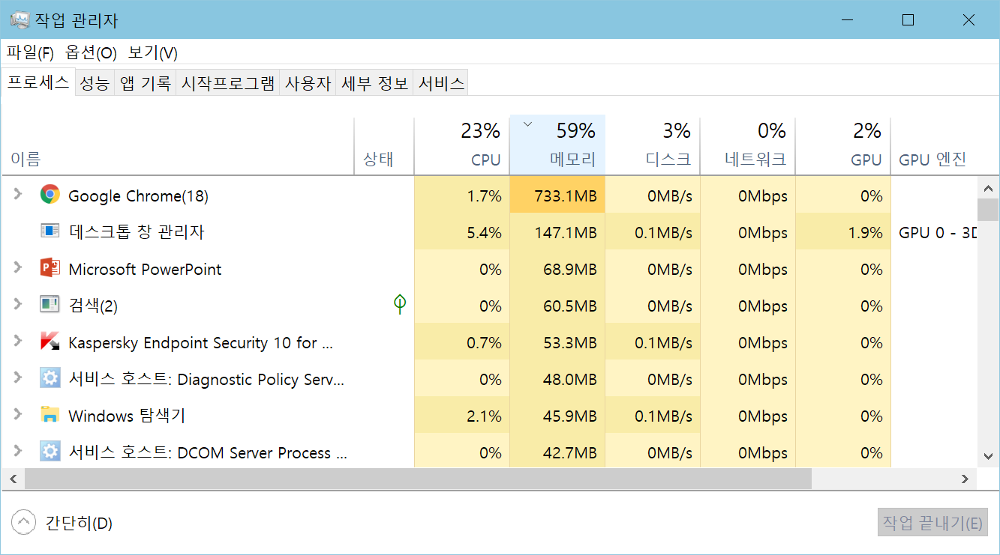 작업 관리자
파일(F) 옵션(O) 보기(V)
프로세스 성능 앱 기록 시작프로그램 사용자 세부 정보 서비스
23% 59% 3% 0% 2%
이름 상태 CPU 메모리 디스크 네트워크 GPU GPU 엔진
Google Chrome(18) 1.7% 733.1MB 0MB/s 0Mbps 0%
데스크톱 창 관리자 5.4% 147.1MB 0.1MB/s 0Mbps 1.9% GPU 0 - 3D
Microsoft PowerPoint 0% 68.9MB 0MB/s 0Mbps 0%
검색(2) 0% 60.5MB 0MB/s 0Mbps 0%
Kaspersky Endpoint Security 10 for ... 0.7% 53.3MB 0.1MB/s 0Mbps 0%
서비스 호스트: Diagnostic Policy Serv... 0% 48.0MB 0MB/s 0Mbps 0%
Windows 탐색기 2.1% 45.9MB 0.1MB/s 0Mbps 0%
서비스 호스트: DCOM Server Process ... 0% 42.7MB 0MB/s 0Mbps 0%
간단히(D) 작업 끝내기(E)